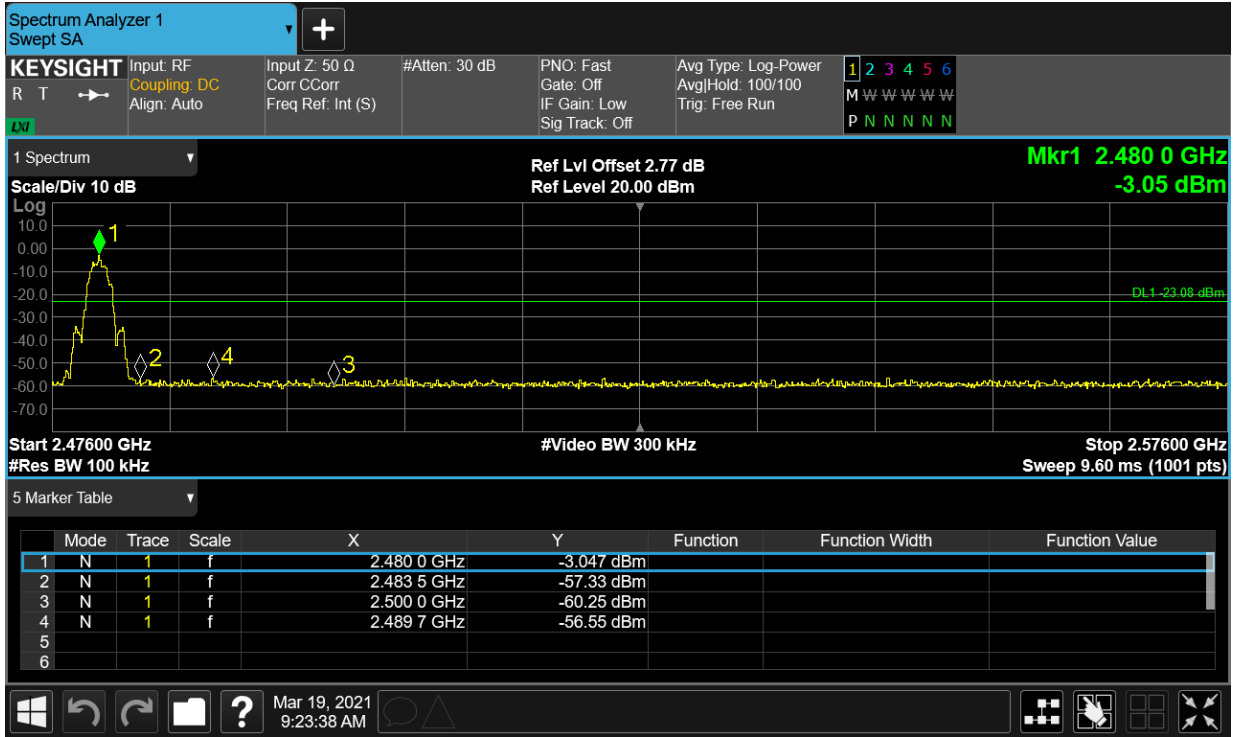 Spectrum Analyzer 1
Swept SA
KEYSIGHT Input: RF Input Z: 50 Ω #Atten: 30 dB PNO: Fast Avg Type: Log-Power 1 2 3 4 5 6
R T Coupling: DC Corr CCorr Gate: Off Avg|Hold: 100/100 M W W W W W
Align: Auto Freq Ref: Int (S) IF Gain: Low Trig: Free Run
LXI Sig Track: Off P N N N N N
1 Spectrum Ref Lvl Offset 2.77 dB Mkr1 2.480 0 GHz
Scale/Div 10 dB Ref Level 20.00 dBm -3.05 dBm
Log
10.0 1
0.00
-10.0
-20.0 DL1 -23.08 dBm
-30.0
-40.0
-50.0 2 4 3
-60.0
-70.0
Start 2.47600 GHz #Video BW 300 kHz Stop 2.57600 GHz
#Res BW 100 kHz Sweep 9.60 ms (1001 pts)
5 Marker Table
Mode Trace Scale X Y Function Function Width Function Value
1 N 1 f 2.480 0 GHz -3.047 dBm
2 N 1 f 2.483 5 GHz -57.33 dBm
3 N 1 f 2.500 0 GHz -60.25 dBm
4 N 1 f 2.489 7 GHz -56.55 dBm
5
6
? Mar 19, 2021
9:23:38 AM